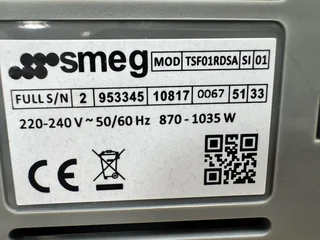 smeg MOD TSF01RDSA SI 01
FULL S/N 2 953345 10817 0067 51 33
220-240 V ~ 50/60 Hz 870 - 1035 W
CE